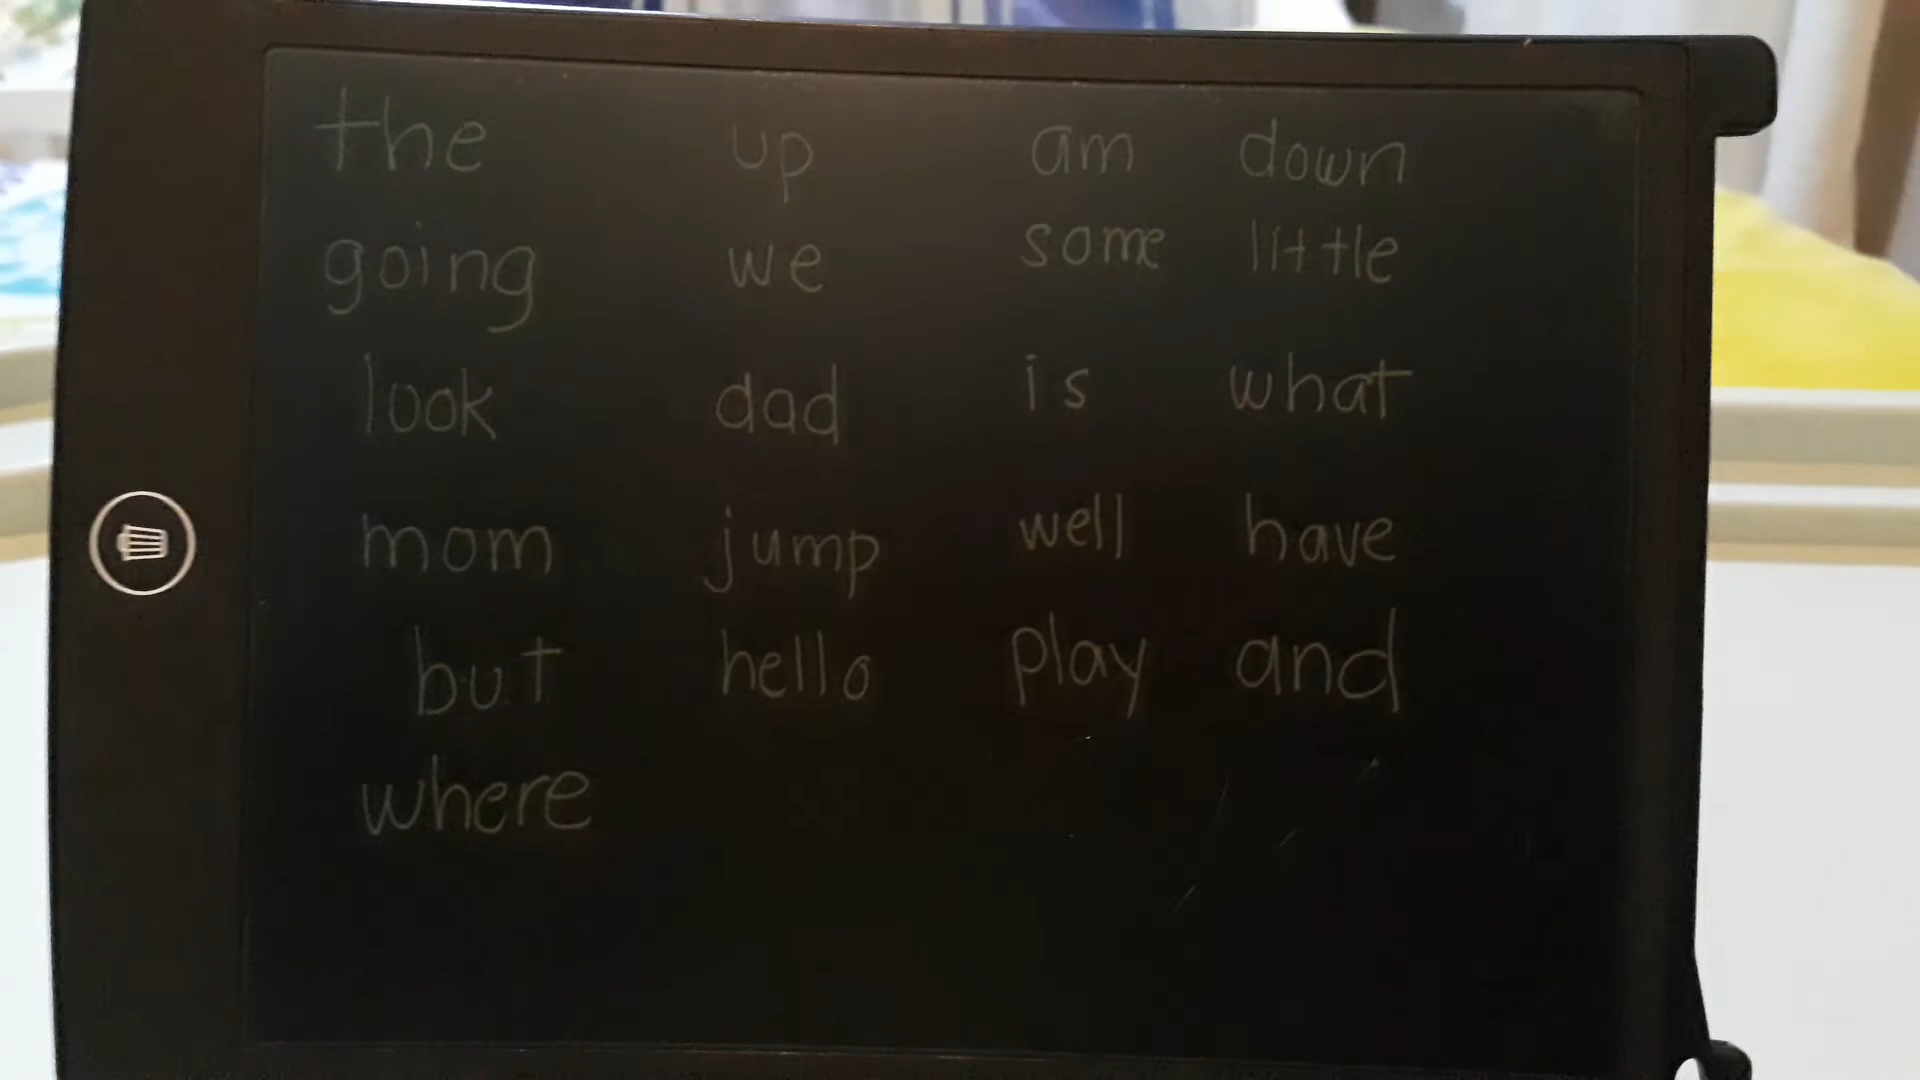 the up am down
going we some little
look dad is what
mom jump well have
but hello play and
where